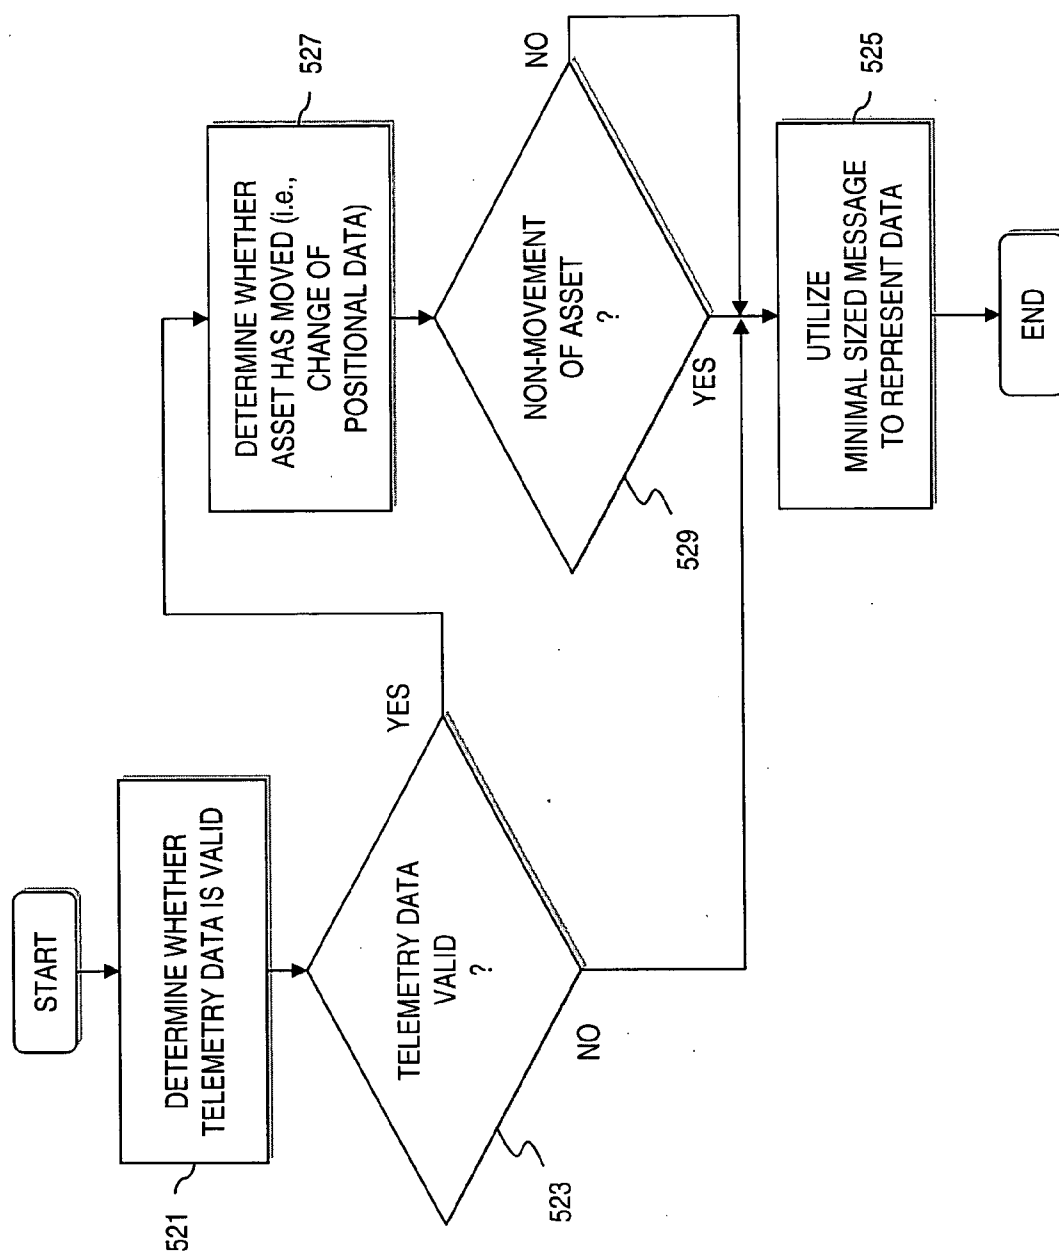 START
DETERMINE WHETHER
TELEMETRY DATA IS VALID
521
TELEMETRY DATA
VALID
?
YES
NO
523
DETERMINE WHETHER
ASSET HAS MOVED (i.e.,
CHANGE OF
POSITIONAL DATA)
527
NON-MOVEMENT
OF ASSET
?
NO
YES
529
UTILIZE
MINIMAL SIZED MESSAGE
TO REPRESENT DATA
525
END